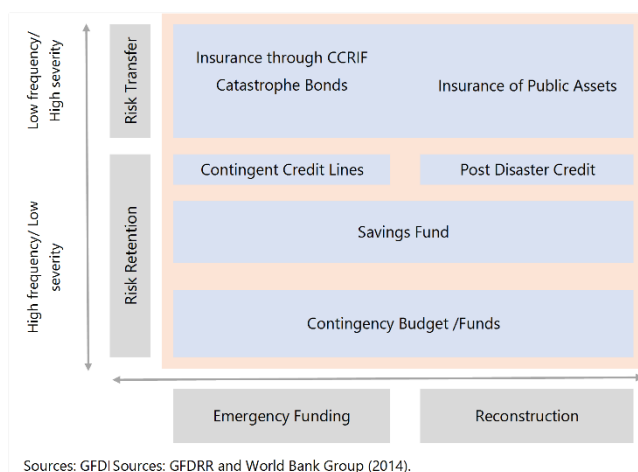 Low frequency/
High severity
Risk Transfer
Insurance through CCRIF
Catastrophe Bonds
Insurance of Public Assets
High frequency/ Low
severity
Risk Retention
Contingent Credit Lines
Post Disaster Credit
Savings Fund
Contingency Budget /Funds
Emergency Funding
Reconstruction
Sources: GFDI Sources: GFDRR and World Bank Group (2014).